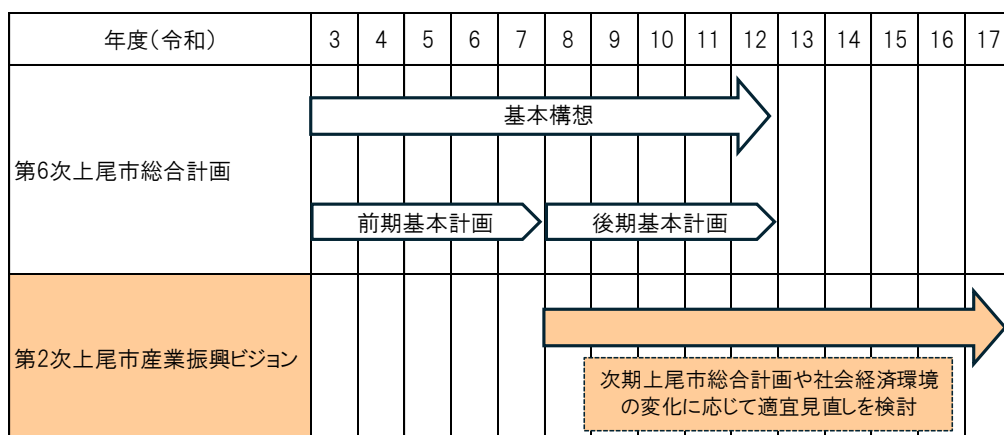 年度(令和) 3 4 5 6 7 8 9 10 11 12 13 14 15 16 17
基本構想
第6次上尾市総合計画
前期基本計画 後期基本計画
第2次上尾市産業振興ビジョン
次期上尾市総合計画や社会経済環境
の変化に応じて適宜見直しを検討